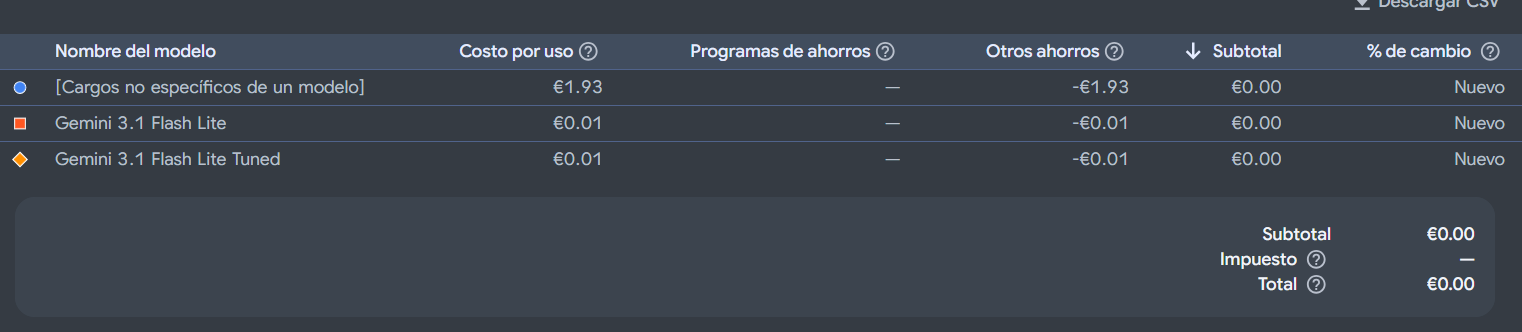 Descargar CSV
Nombre del modelo Costo por uso Programas de ahorros Otros ahorros Subtotal % de cambio
[Cargos no específicos de un modelo] €1.93 — -€1.93 €0.00 Nuevo
Gemini 3.1 Flash Lite €0.01 — -€0.01 €0.00 Nuevo
Gemini 3.1 Flash Lite Tuned €0.01 — -€0.01 €0.00 Nuevo
Subtotal €0.00
Impuesto —
Total €0.00